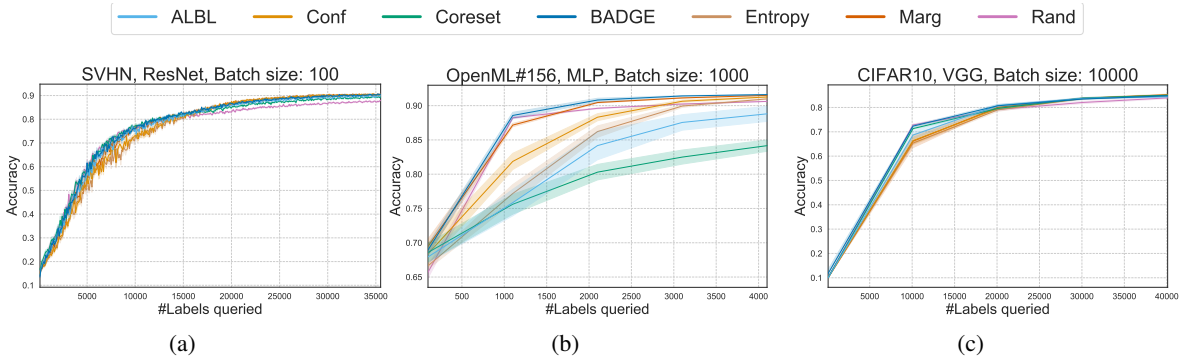 ALBL Conf Coreset BADGE Entropy Marg Rand
SVHN, ResNet, Batch size: 100
Accuracy
0.9
0.8
0.7
0.6
0.5
0.4
0.3
0.2
0.1
5000 10000 15000 20000 25000 30000 35000
#Labels queried
(a)
OpenML#156, MLP, Batch size: 1000
Accuracy
0.90
0.85
0.80
0.75
0.70
0.65
500 1000 1500 2000 2500 3000 3500 4000
#Labels queried
(b)
CIFAR10, VGG, Batch size: 10000
Accuracy
0.8
0.7
0.6
0.5
0.4
0.3
0.2
0.1
5000 10000 15000 20000 25000 30000 35000 40000
#Labels queried
(c)